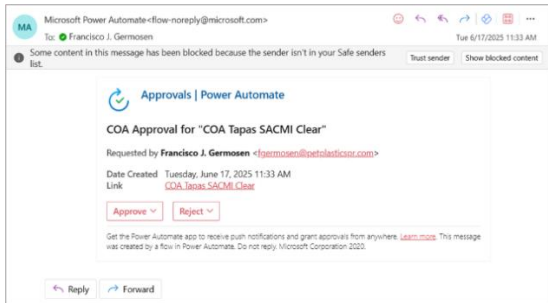 MA
Microsoft Power Automate<flow-noreply@microsoft.com>
To: Francisco J. Germosen
Tue 6/17/2025 11:33 AM
Some content in this message has been blocked because the sender isn't in your Safe senders
list.
Trust sender
Show blocked content
Approvals | Power Automate
COA Approval for "COA Tapas SACMI Clear"
Requested by Francisco J. Germosen <fgermosen@petplasticsor.com>
Date Created Tuesday, June 17, 2025 11:33 AM
Link COA Tapas SACMI Clear
Approve
Reject
Get the Power Automate app to receive push notifications and grant approvals from anywhere. Learn more. This message
was created by a flow in Power Automate. Do not reply. Microsoft Corporation 2020.
Reply
Forward